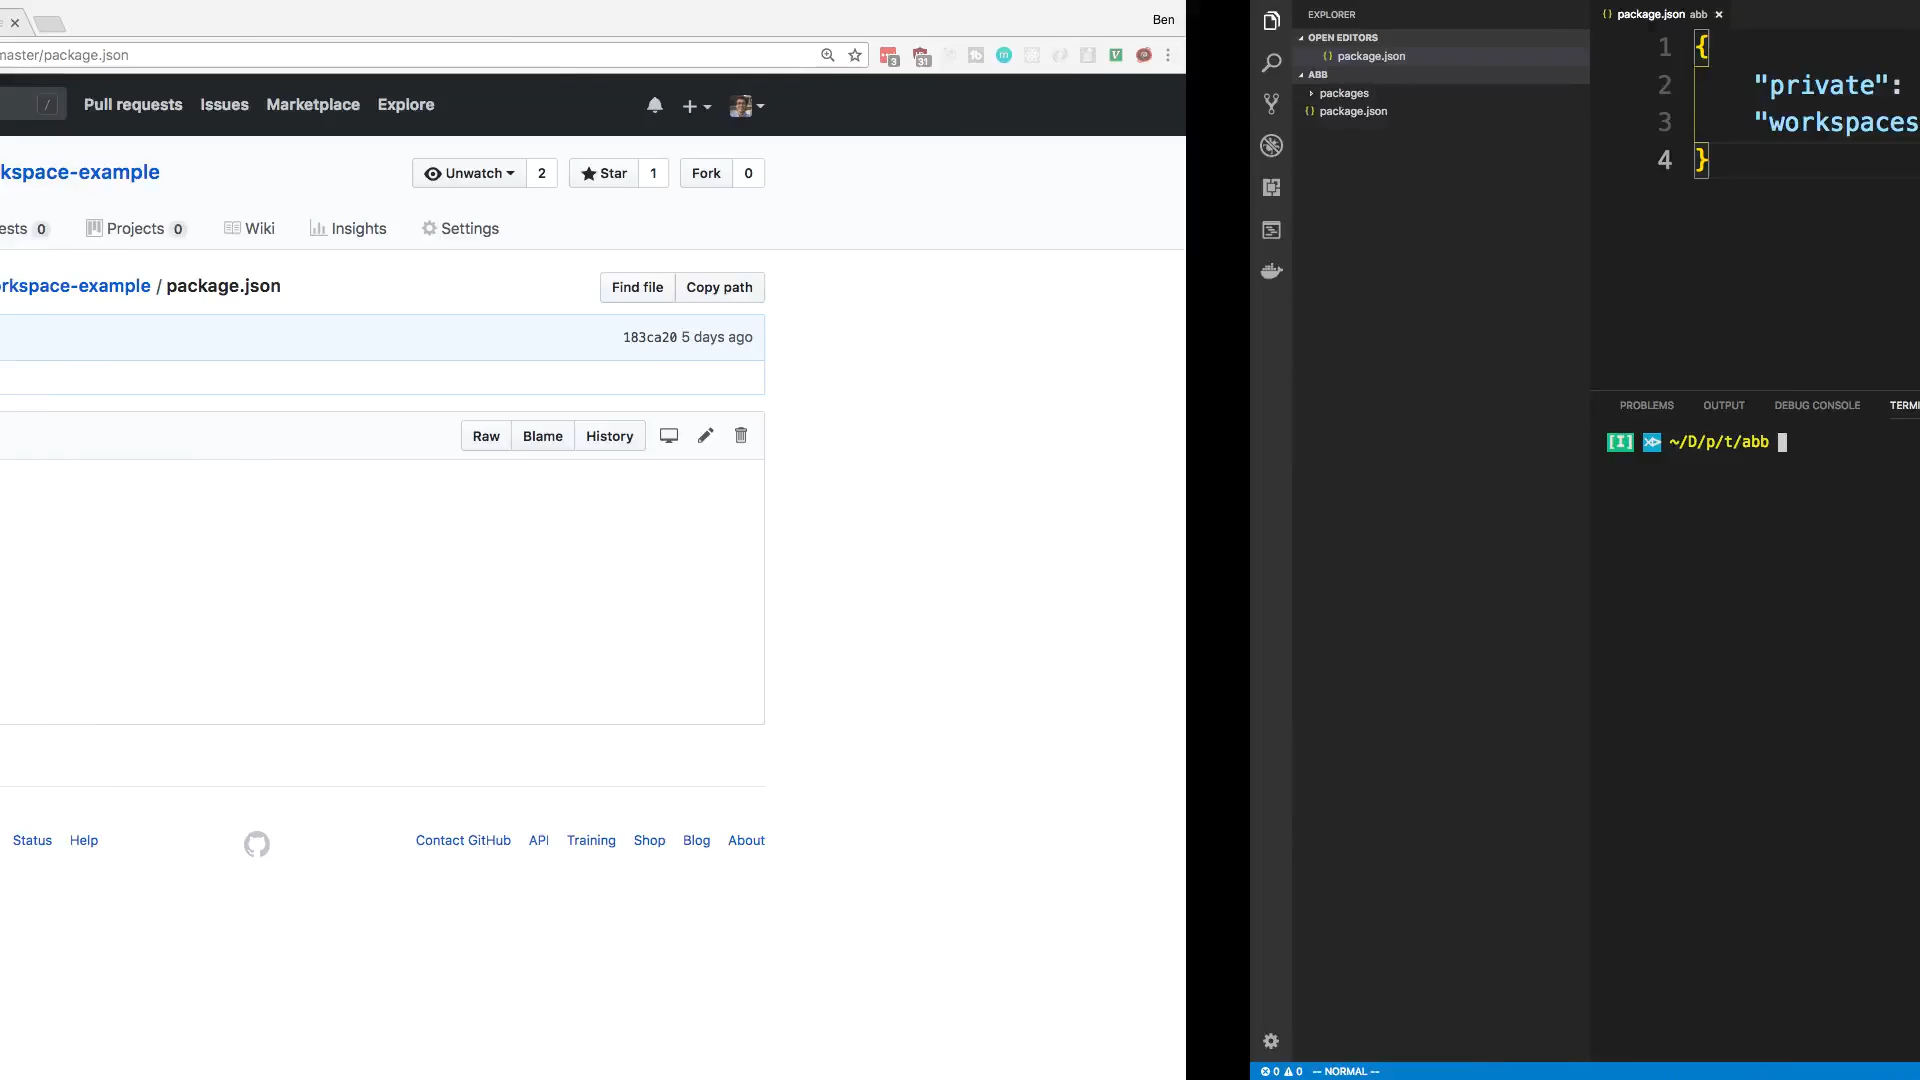 Ben
master/package.json
3
31
/
Pull requests
Issues
Marketplace
Explore
kspace-example
Unwatch
2
Star
1
Fork
0
ests 0
Projects 0
Wiki
Insights
Settings
rkspace-example / package.json
Find file
Copy path
183ca20 5 days ago
Raw
Blame
History
Status
Help
Contact GitHub
API
Training
Shop
Blog
About
EXPLORER
OPEN EDITORS
{} package.json
ABB
packages
{} package.json
{} package.json abb
1 {
2 "private":
3 "workspaces
4 }
PROBLEMS
OUTPUT
DEBUG CONSOLE
TERMI
[I] ~/D/p/t/abb
0 0 -- NORMAL --